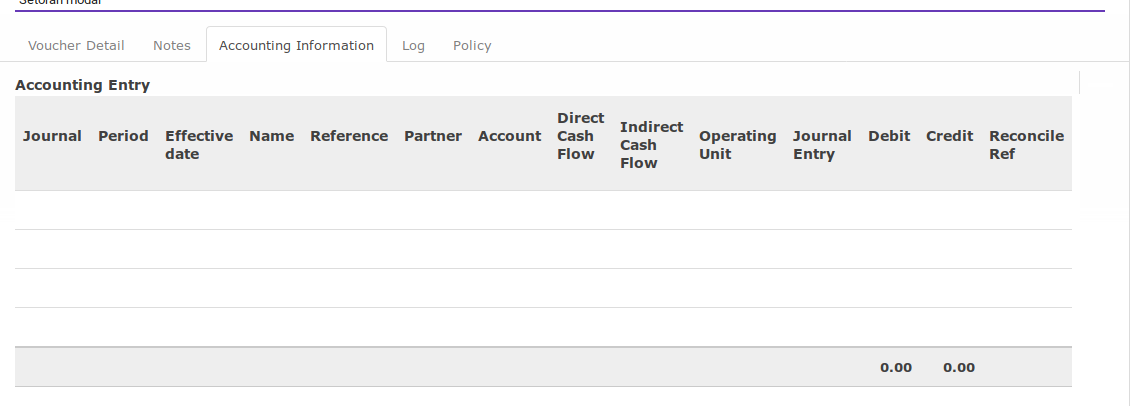 Setoran modal
Voucher Detail Notes Accounting Information Log Policy
Accounting Entry
Journal Period Effective date Name Reference Partner Account Direct Cash Flow Indirect Cash Flow Operating Unit Journal Entry Debit Credit Reconcile Ref
0.00 0.00